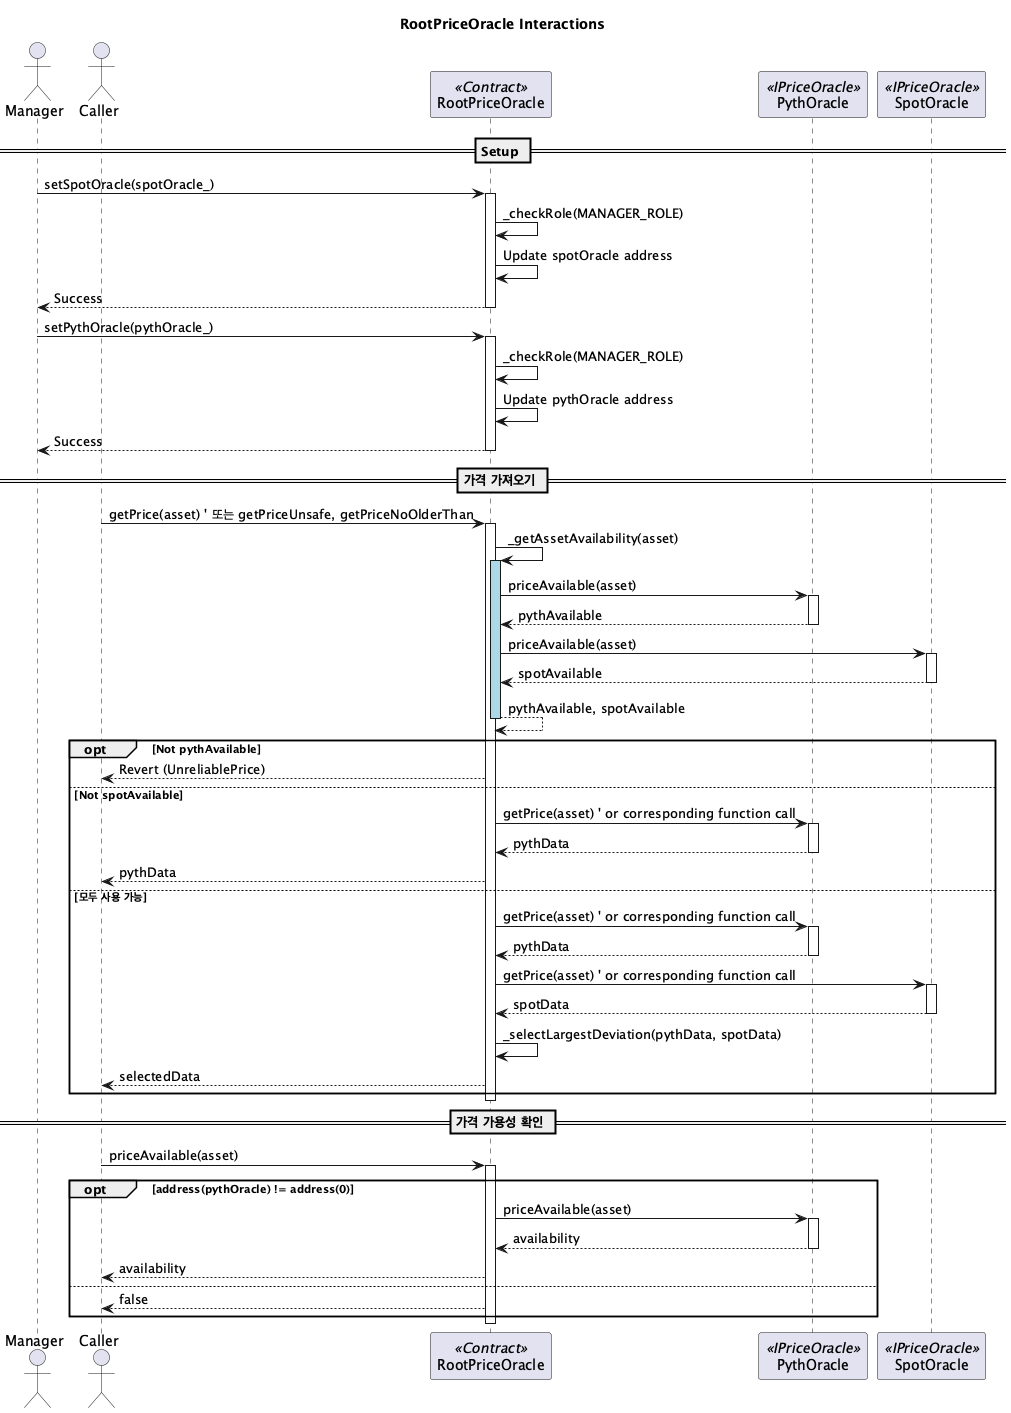 RootPriceOracle Interactions
Manager
Caller
«Contract»
RootPriceOracle
«IPriceOracle»
PythOracle
«IPriceOracle»
SpotOracle
Setup
setSpotOracle(spotOracle_)
_checkRole(MANAGER_ROLE)
Update spotOracle address
Success
setPythOracle(pythOracle_)
_checkRole(MANAGER_ROLE)
Update pythOracle address
Success
가격 가져오기
getPrice(asset) ' 또는 getPriceUnsafe, getPriceNoOlderThan
_getAssetAvailability(asset)
priceAvailable(asset)
pythAvailable
priceAvailable(asset)
spotAvailable
pythAvailable, spotAvailable
opt [Not pythAvailable]
Revert (UnreliablePrice)
[Not spotAvailable]
getPrice(asset) ' or corresponding function call
pythData
pythData
[모두 사용 가능]
getPrice(asset) ' or corresponding function call
pythData
getPrice(asset) ' or corresponding function call
spotData
_selectLargestDeviation(pythData, spotData)
selectedData
가격 가용성 확인
priceAvailable(asset)
opt [address(pythOracle) != address(0)]
priceAvailable(asset)
availability
availability
false
Manager
Caller
«Contract»
RootPriceOracle
«IPriceOracle»
PythOracle
«IPriceOracle»
SpotOracle